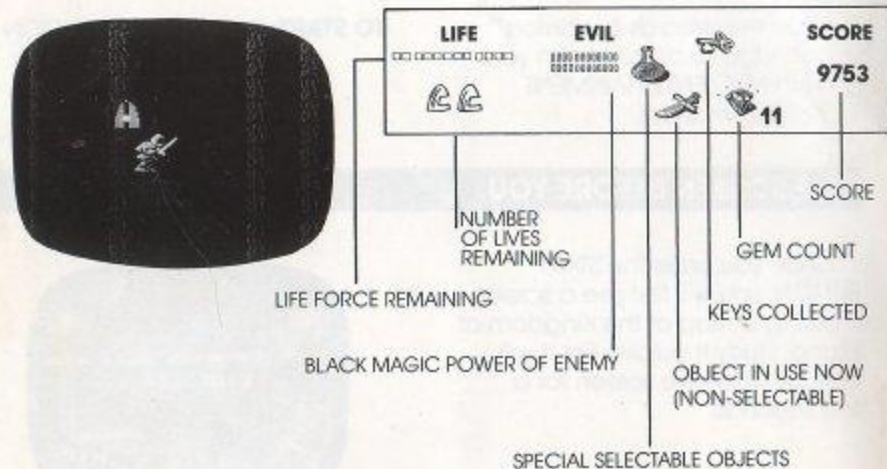 LIFE EVIL SCORE
9753
11
SCORE
NUMBER
OF LIVES
REMAINING
GEM COUNT
LIFE FORCE REMAINING
KEYS COLLECTED
BLACK MAGIC POWER OF ENEMY
OBJECT IN USE NOW
(NON-SELECTABLE)
SPECIAL SELECTABLE OBJECTS